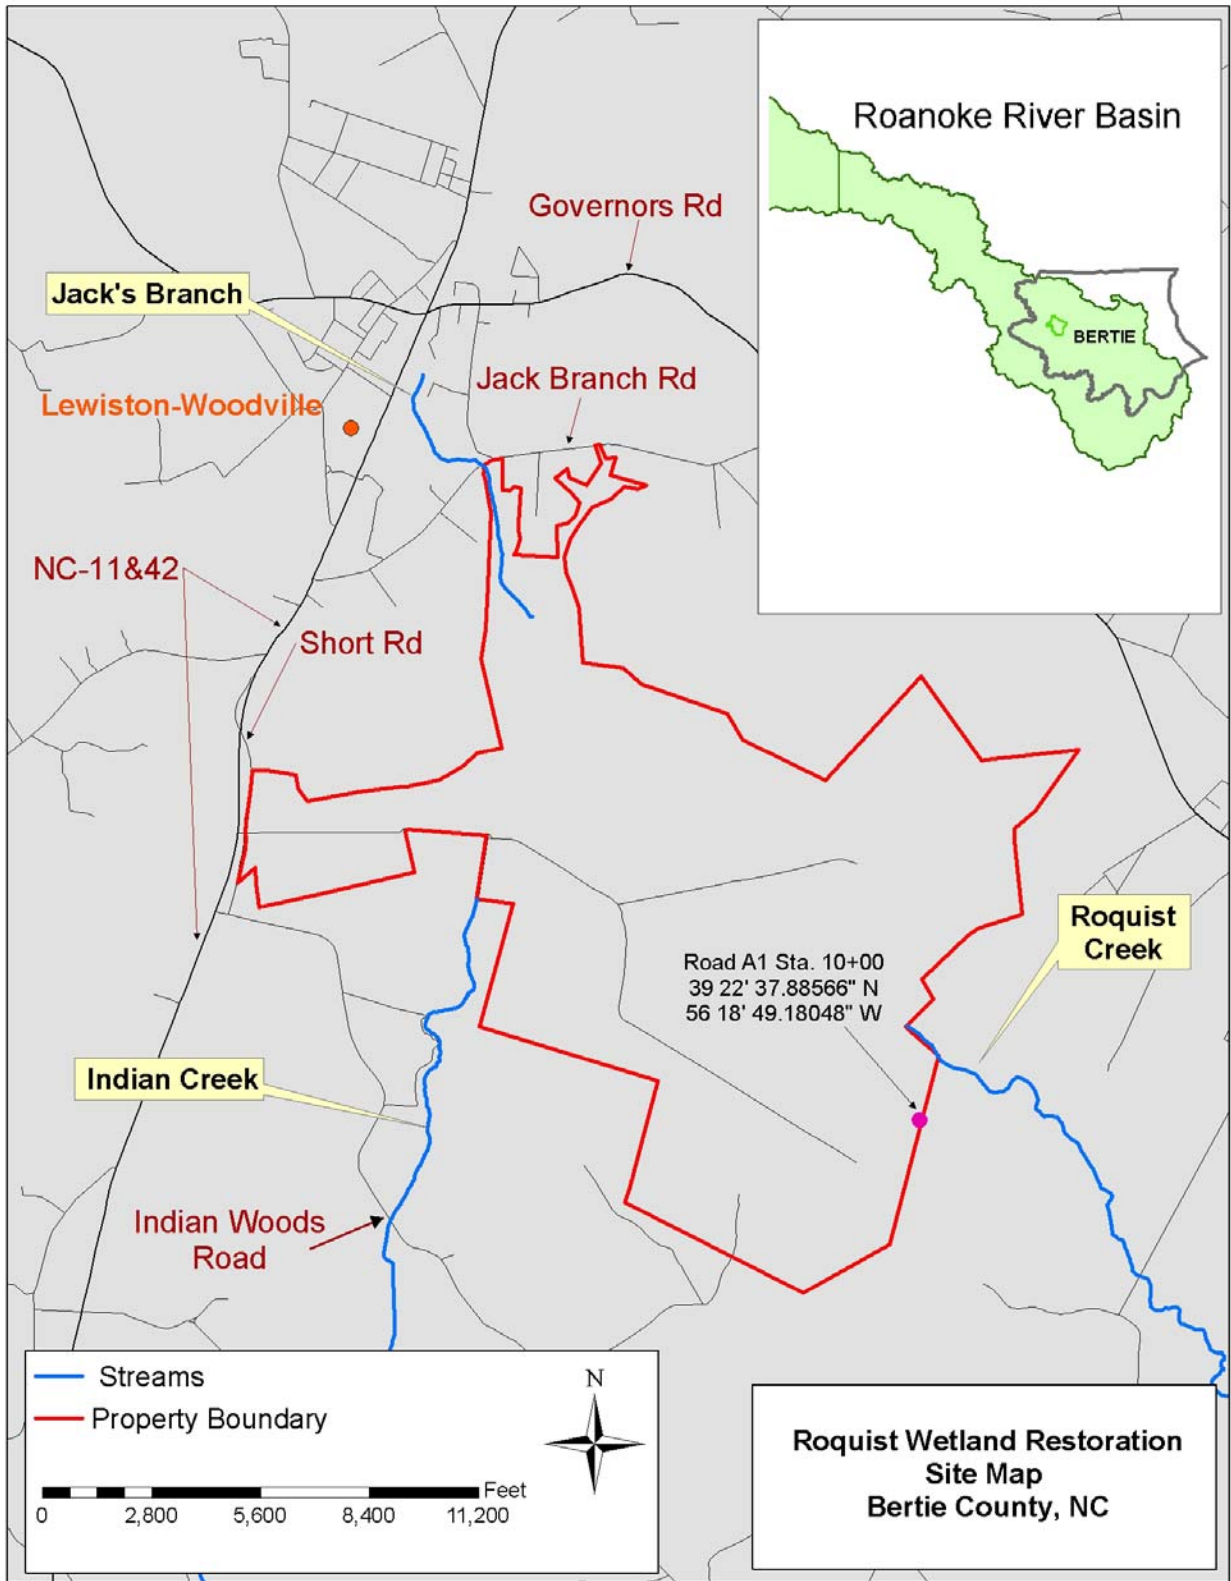 Roanoke River Basin
BERTIE
Governors Rd
Jack's Branch
Jack Branch Rd
Lewiston-Woodville
NC-11&42
Short Rd
Roquist
Creek
Road A1 Sta. 10+00
39 22' 37.88566" N
56 18' 49.18048" W
Indian Creek
Indian Woods
Road
Streams
Property Boundary
N
Feet
0 2,800 5,600 8,400 11,200
Roquist Wetland Restoration
Site Map
Bertie County, NC